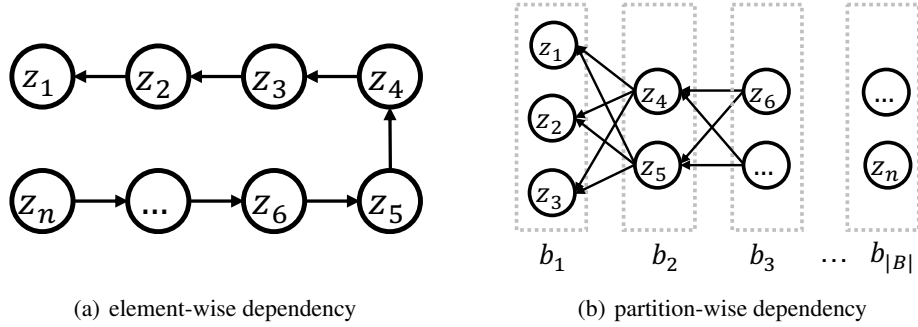 z₁ z₂ z₃ z₄
zₙ ... z₆ z₅
(a) element-wise dependency
z₁
z₂
z₃
z₄
z₅
z₆
...
...
zₙ
b₁ b₂ b₃ ... b|B|
(b) partition-wise dependency